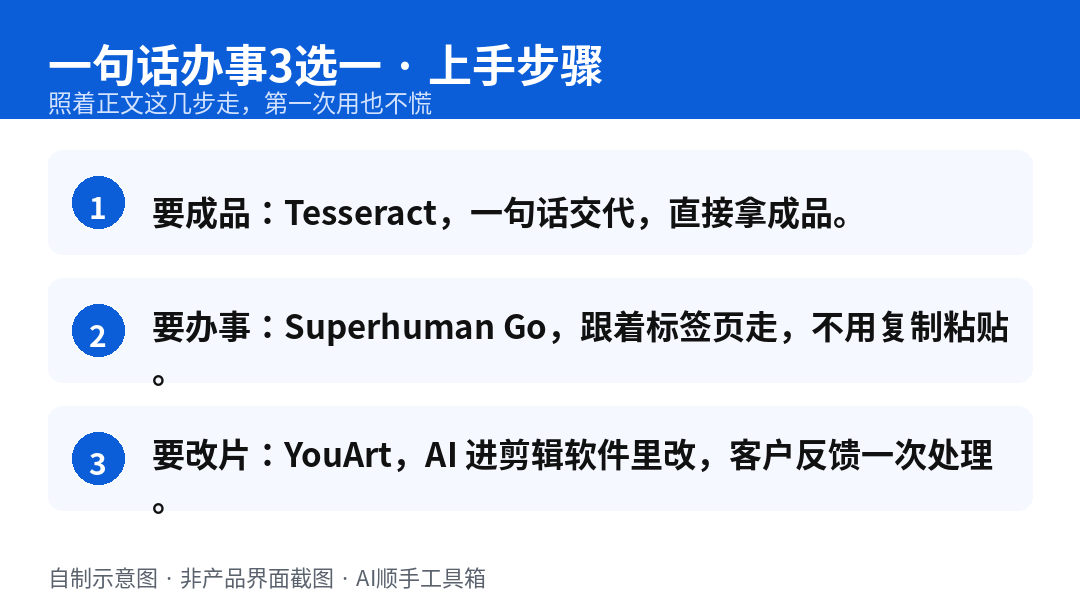 一句话办事3选一 · 上手步骤
照着正文这几步走，第一次用也不慌
1
要成品：Tesseract，一句话交代，直接拿成品。
2
要办事：Superhuman Go，跟着标签页走，不用复制粘贴
。
3
要改片：YouArt，AI 进剪辑软件里改，客户反馈一次处理
。
自制示意图 · 非产品界面截图 · AI顺手工具箱